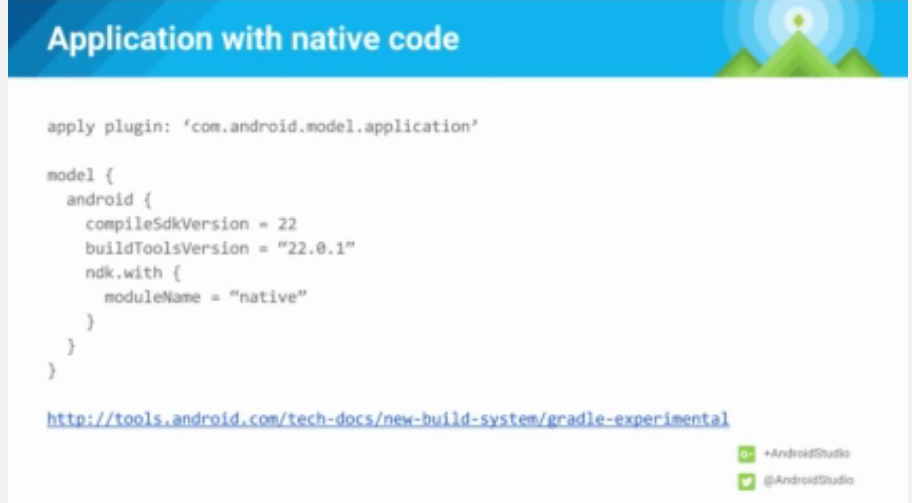 Application with native code
apply plugin: ‘com.android.model.application’
model {
android {
compileSdkVersion = 22
buildToolsVersion = “22.0.1”
ndk.with {
moduleName = “native”
}
}
}
http://tools.android.com/tech-docs/new-build-system/gradle-experimental
+AndroidStudio
@AndroidStudio